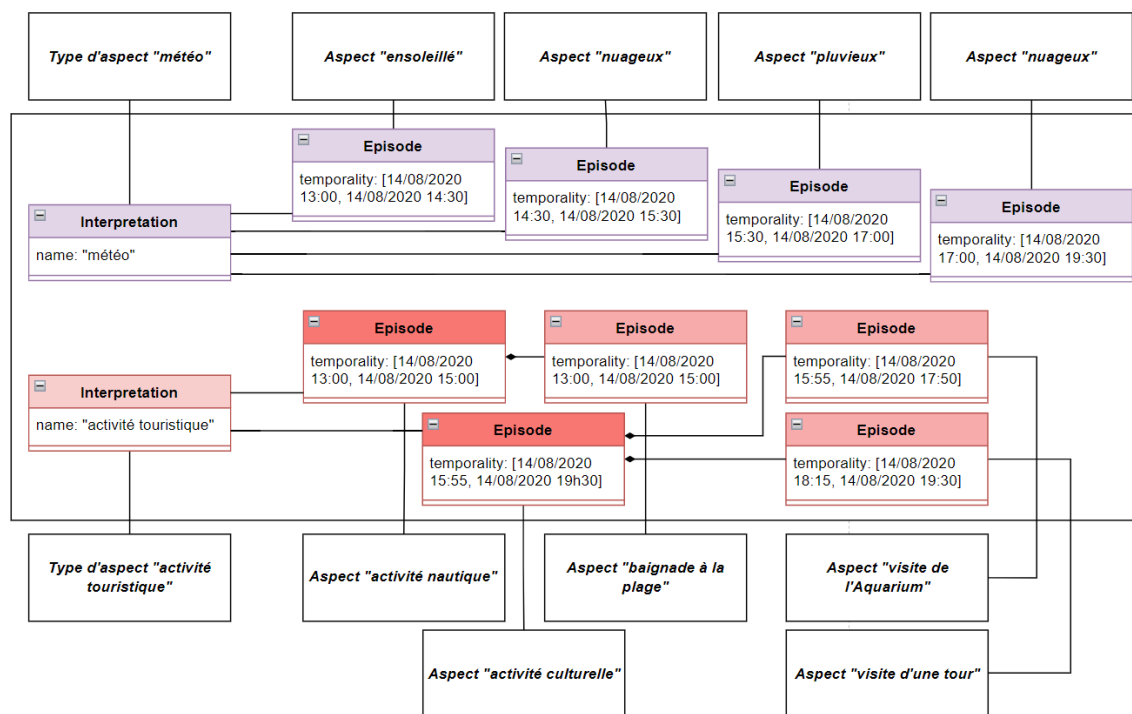 Type d'aspect "météo"
Aspect "ensoleillé"
Aspect "nuageux"
Aspect "pluvieux"
Aspect "nuageux"
Episode
temporality: [14/08/2020
13:00, 14/08/2020 14:30]
Episode
temporality: [14/08/2020
14:30, 14/08/2020 15:30]
Episode
temporality: [14/08/2020
15:30, 14/08/2020 17:00]
Episode
temporality: [14/08/2020
17:00, 14/08/2020 19:30]
Interpretation
name: "météo"
Episode
temporality: [14/08/2020
13:00, 14/08/2020 15:00]
Episode
temporality: [14/08/2020
13:00, 14/08/2020 15:00]
Episode
temporality: [14/08/2020
15:55, 14/08/2020 17:50]
Interpretation
name: "activité touristique"
Episode
temporality: [14/08/2020
15:55, 14/08/2020 19h30]
Episode
temporality: [14/08/2020
18:15, 14/08/2020 19:30]
Type d'aspect "activité
touristique"
Aspect "activité nautique"
Aspect "baignade à la
plage"
Aspect "visite de
l'Aquarium"
Aspect "activité culturelle"
Aspect "visite d'une tour"